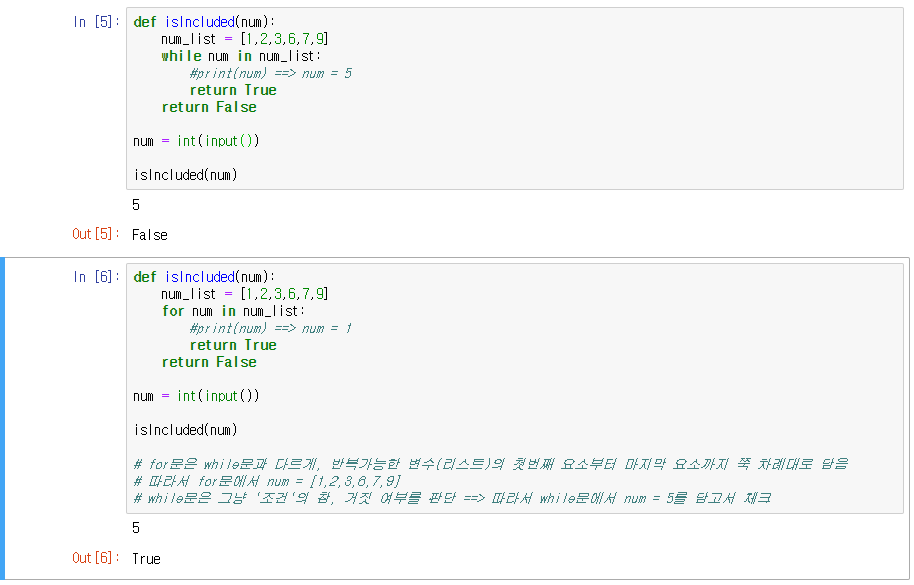 In [5]: def isIncluded(num):
num_list = [1,2,3,6,7,9]
while num in num_list:
#print(num) ==> num = 5
return True
return False
num = int(input())
isIncluded(num)
5
Out[5]: False
In [6]: def isIncluded(num):
num_list = [1,2,3,6,7,9]
for num in num_list:
#print(num) ==> num = 1
return True
return False
num = int(input())
isIncluded(num)
# for문은 while문과 다르게, 반복가능한 변수(리스트)의 첫번째 요소부터 마지막 요소까지 쭉 차례대로 담음
# 따라서 for문에서 num = [1,2,3,6,7,9]
# while문은 그냥 '조건'의 참, 거짓 여부를 판단 ==> 따라서 while문에서 num = 5를 담고서 체크
5
Out[6]: True